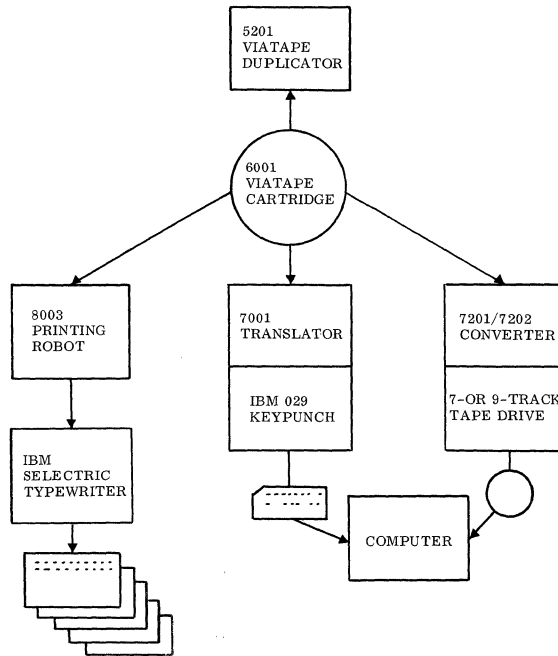 5201
VIATAPE
DUPLICATOR
6001
VIATAPE
CARTRIDGE
8003
PRINTING
ROBOT
7001
TRANSLATOR
7201/7202
CONVERTER
IBM 029
KEYPUNCH
7-OR 9-TRACK
TAPE DRIVE
IBM
SELECTRIC
TYPEWRITER
COMPUTER